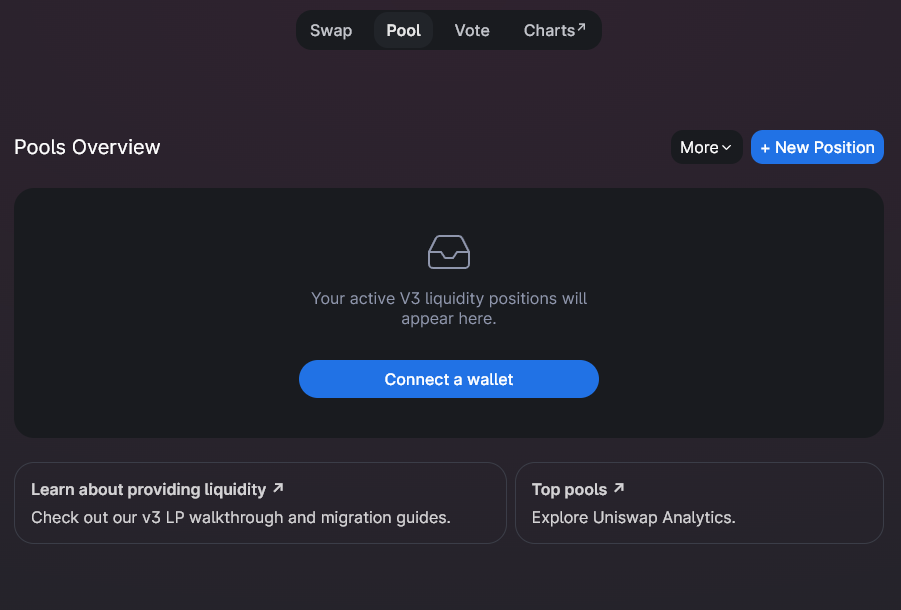 Swap
Pool
Vote
Charts↗
Pools Overview
More
+ New Position
Your active V3 liquidity positions will
appear here.
Connect a wallet
Learn about providing liquidity ↗
Check out our v3 LP walkthrough and migration guides.
Top pools ↗
Explore Uniswap Analytics.